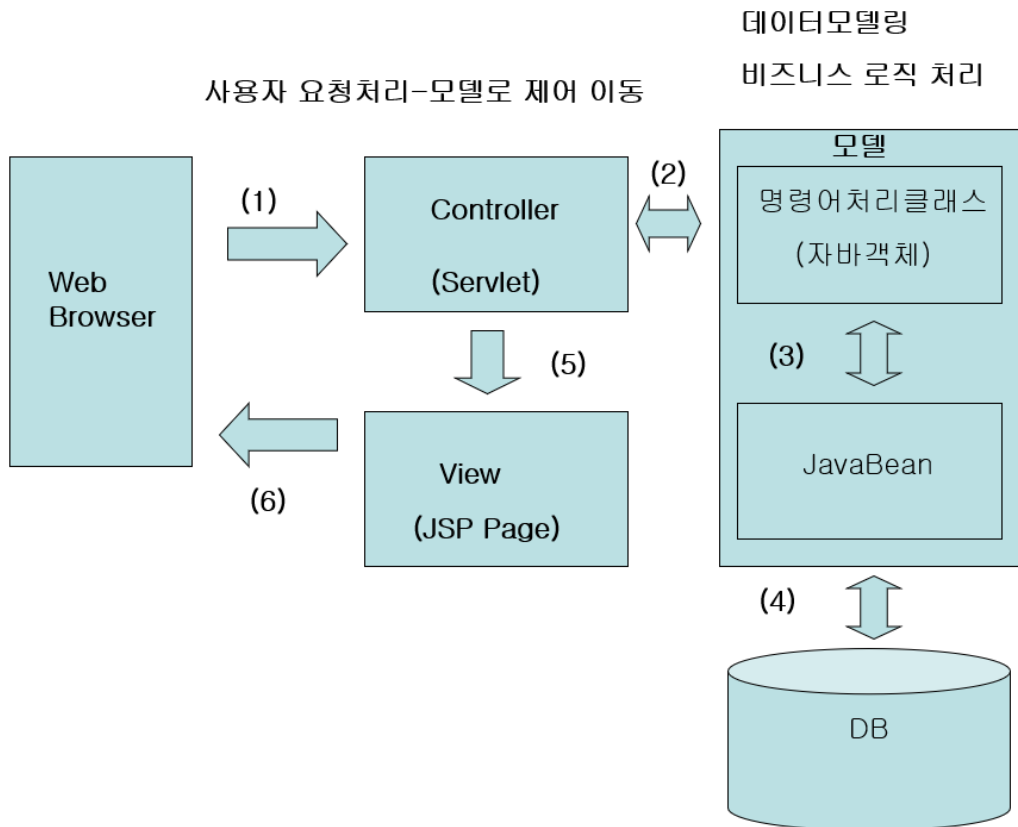 데이터모델링
비즈니스 로직 처리
사용자 요청처리-모델로 제어 이동
모델
(1)
(2)
Controller
(Servlet)
명령어처리클래스
(자바객체)
Web
Browser
(5)
(3)
View
(JSP Page)
JavaBean
(6)
(4)
DB